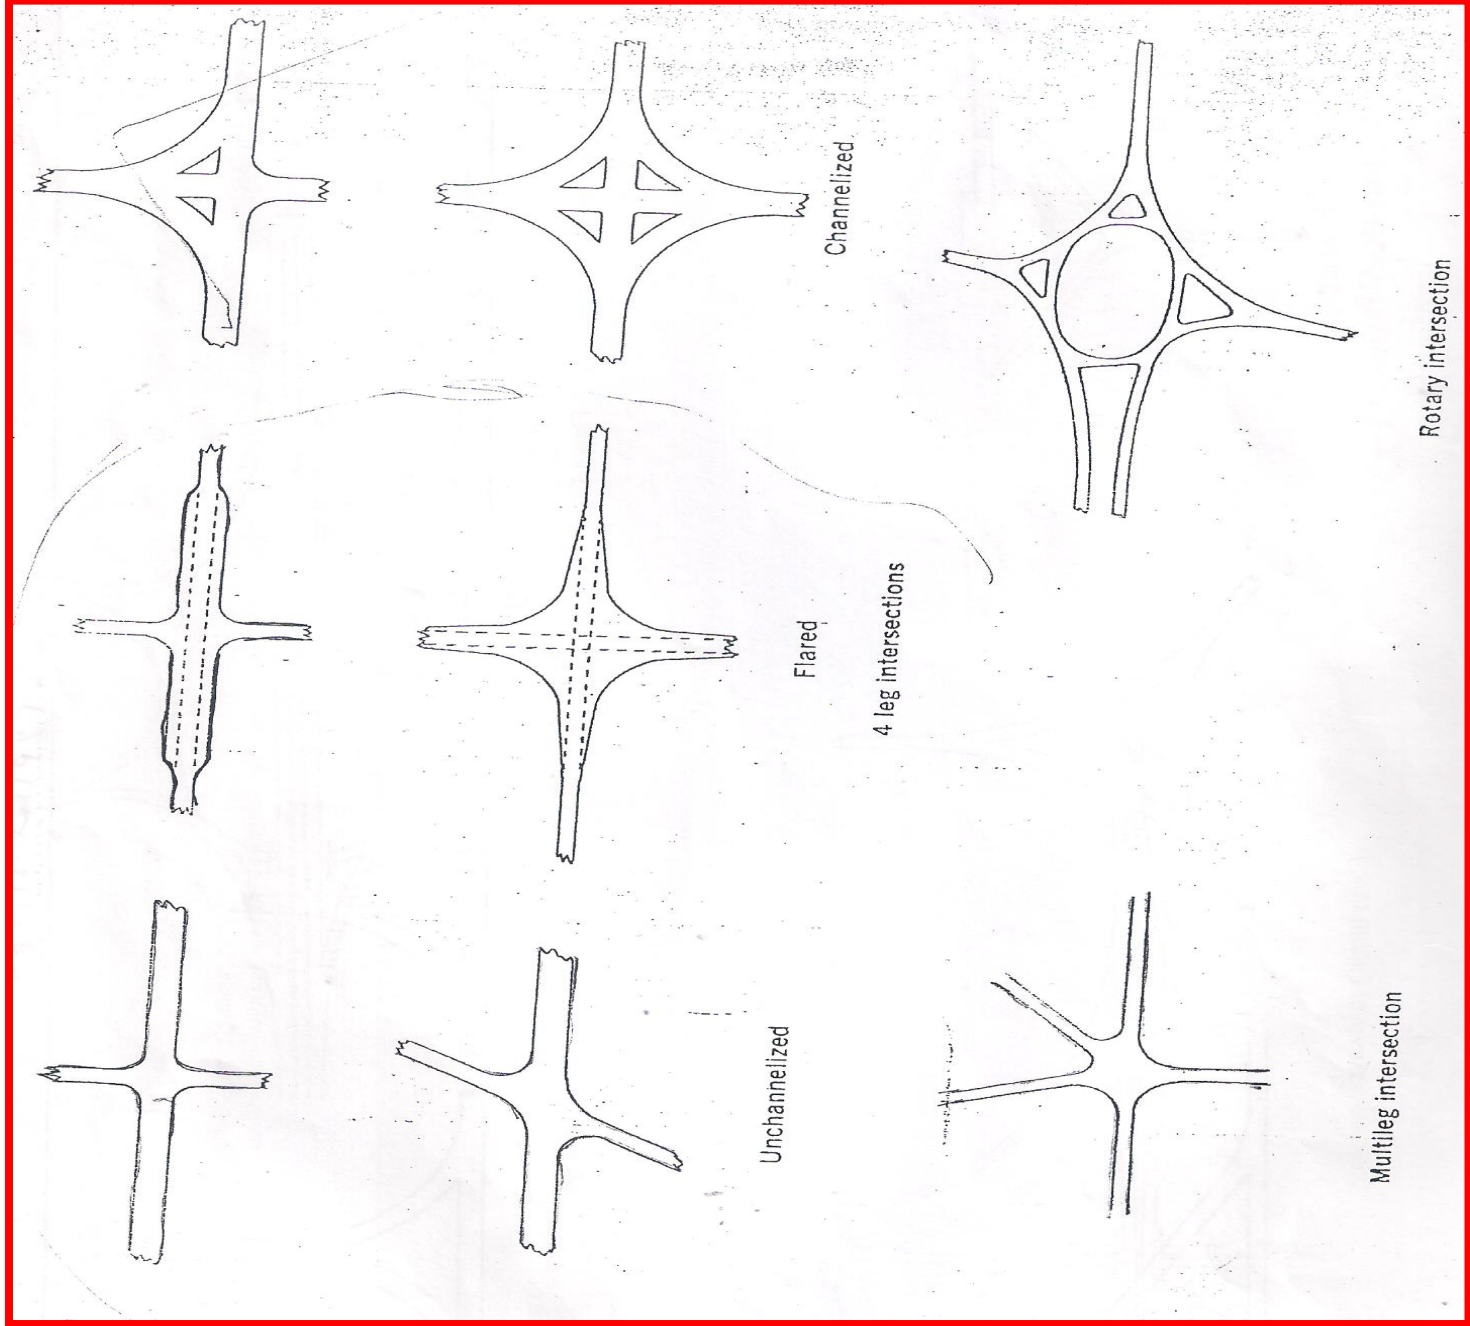 Unchannelized
Flared
Channelized
4 leg intersections
Multileg intersection
Rotary intersection